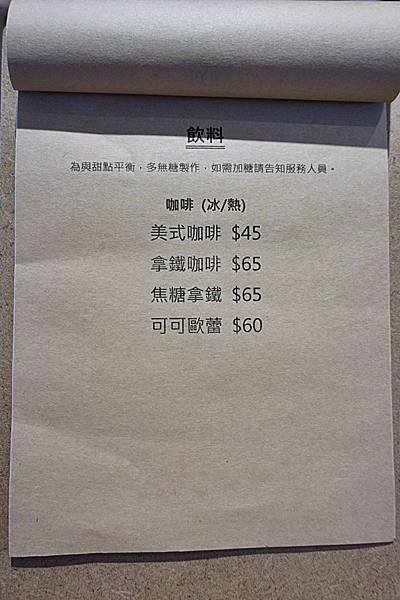 飲料
為與甜點平衡，多無糖製作，如需加糖請告知服務人員。
咖啡 (冰/熱)
美式咖啡 $45
拿鐵咖啡 $65
焦糖拿鐵 $65
可可歐蕾 $60